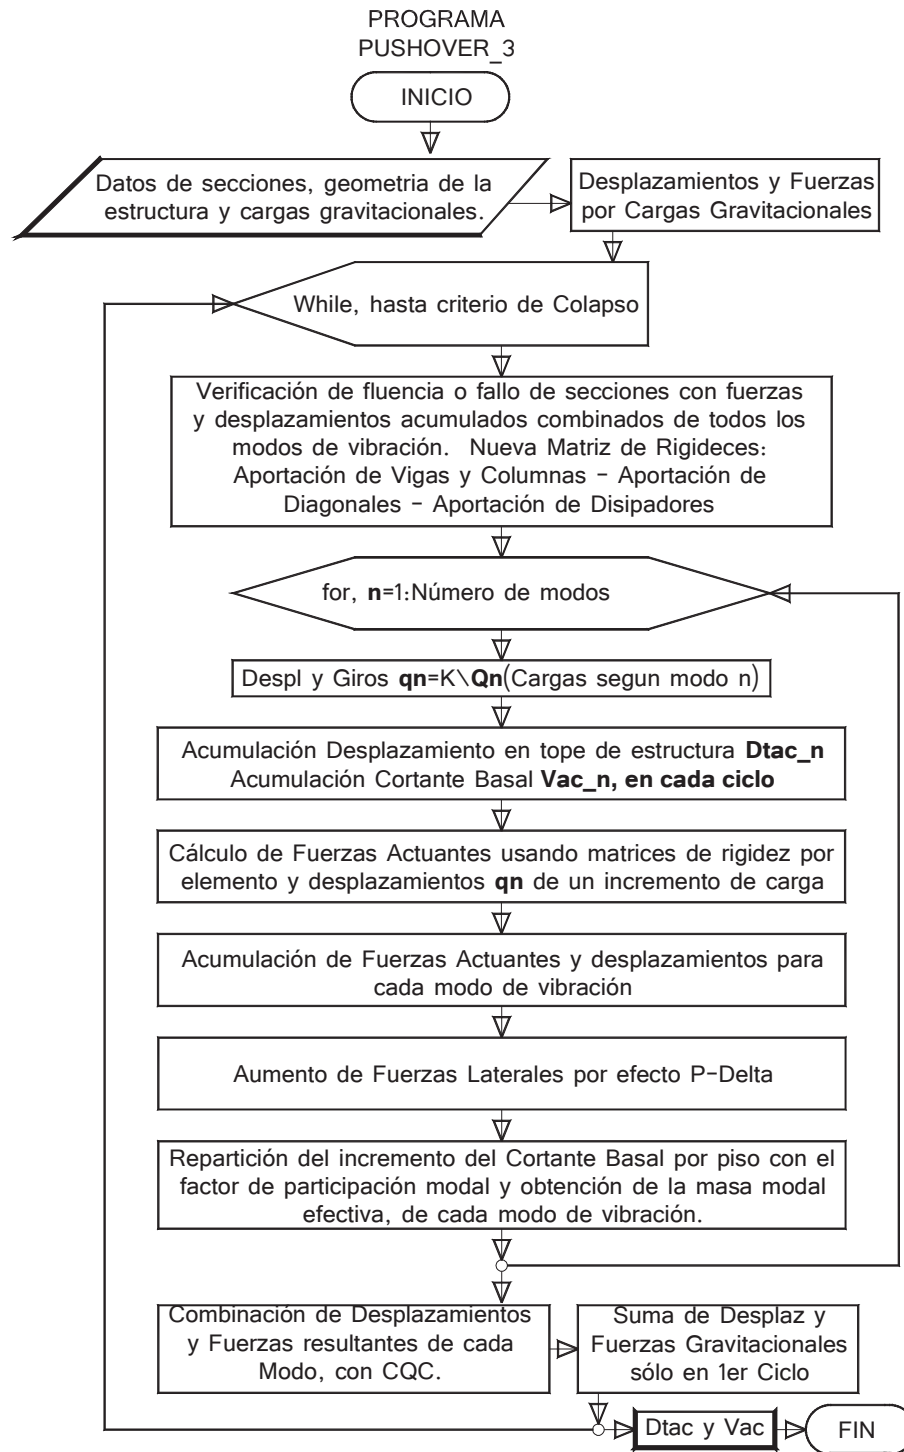 PROGRAMA
PUSHOVER_3
INICIO
Datos de secciones, geometria de la
estructura y cargas gravitacionales.
Desplazamientos y Fuerzas
por Cargas Gravitacionales
While, hasta criterio de Colapso
Verificación de fluencia o fallo de secciones con fuerzas
y desplazamientos acumulados combinados de todos los
modos de vibración. Nueva Matriz de Rigideces:
Aportación de Vigas y Columnas - Aportación de
Diagonales - Aportación de Disipadores
for, n=1:Número de modos
Despl y Giros qn=K\Qn(Cargas segun modo n)
Acumulación Desplazamiento en tope de estructura Dtac_n
Acumulación Cortante Basal Vac_n, en cada ciclo
Cálculo de Fuerzas Actuantes usando matrices de rigidez por
elemento y desplazamientos qn de un incremento de carga
Acumulación de Fuerzas Actuantes y desplazamientos para
cada modo de vibración
Aumento de Fuerzas Laterales por efecto P-Delta
Repartición del incremento del Cortante Basal por piso con el
factor de participación modal y obtención de la masa modal
efectiva, de cada modo de vibración.
Combinación de Desplazamientos
y Fuerzas resultantes de cada
Modo, con CQC.
Suma de Desplaz y
Fuerzas Gravitacionales
sólo en 1er Ciclo
Dtac y Vac
FIN